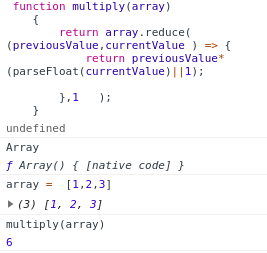 function multiply(array)
{
return array.reduce(
(previousValue,currentValue ) => {
return previousValue*
(parseFloat(currentValue)||1);
},1   );
}
undefined
Array
ƒ Array() { [native code] }
array =  [1,2,3]
(3) [1, 2, 3]
multiply(array)
6